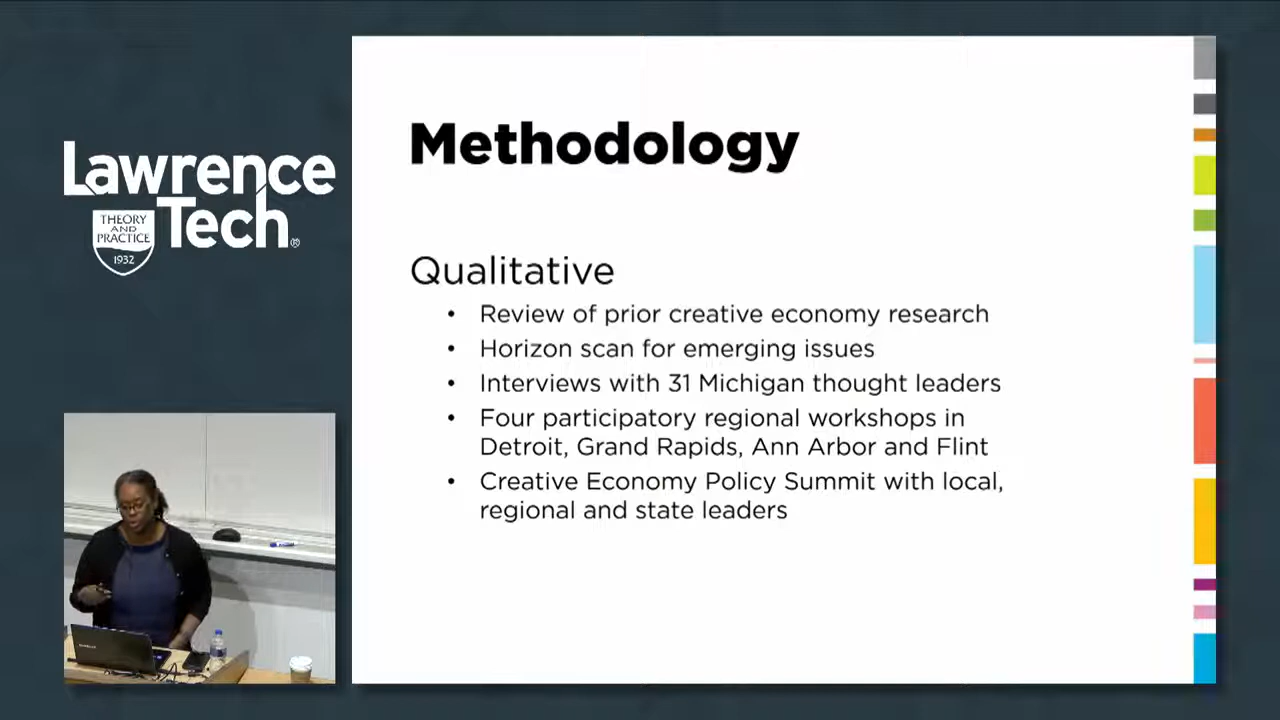 Lawrence
Tech®
THEORY
AND
PRACTICE
1932
Methodology
Qualitative
• Review of prior creative economy research
• Horizon scan for emerging issues
• Interviews with 31 Michigan thought leaders
• Four participatory regional workshops in
Detroit, Grand Rapids, Ann Arbor and Flint
• Creative Economy Policy Summit with local,
regional and state leaders